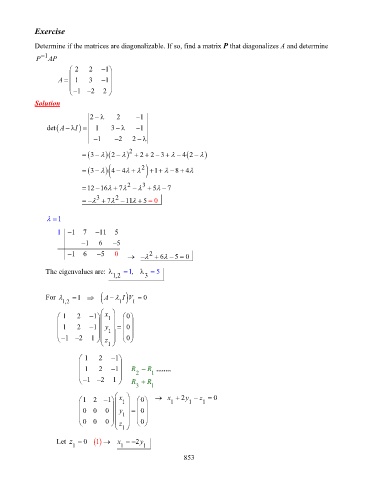 Exercise
Determine if the matrices are diagonalizable. If so, find a matrix P that diagonalizes A and determine
P⁻¹AP
A = ( 2 2 −1
1 3 −1
−1 −2 2 )
Solution
det(A − λI) = | 2−λ 2 −1
1 3−λ −1
−1 −2 2−λ |
= (3 − λ)(2 − λ)² + 2 + 2 − 3 + λ − 4(2 − λ)
= (3 − λ)(4 − 4λ + λ²) + 1 + λ − 8 + 4λ
= 12 − 16λ + 7λ² − λ³ + 5λ − 7
= −λ³ + 7λ² − 11λ + 5 = 0
λ = 1
1 | −1 7 −11 5
−1 6 −5
−1 6 −5 0 → −λ² + 6λ − 5 = 0
The eigenvalues are: λ₁,₂ = 1, λ₃ = 5
For λ₁,₂ = 1 ⇒ (A − λ₁I)V₁ = 0
( 1 2 −1 ) ( x₁ ) ( 0 )
( 1 2 −1 ) ( y₁ ) = ( 0 )
( −1 −2 1 ) ( z₁ ) ( 0 )
( 1 2 −1 )
( 1 2 −1 ) R₂ − R₁
( −1 −2 1 ) R₃ + R₁
( 1 2 −1 ) ( x₁ ) ( 0 ) → x₁ + 2y₁ − z₁ = 0
( 0 0 0 ) ( y₁ ) = ( 0 )
( 0 0 0 ) ( z₁ ) ( 0 )
Let z₁ = 0 (1) → x₁ = −2y₁
853